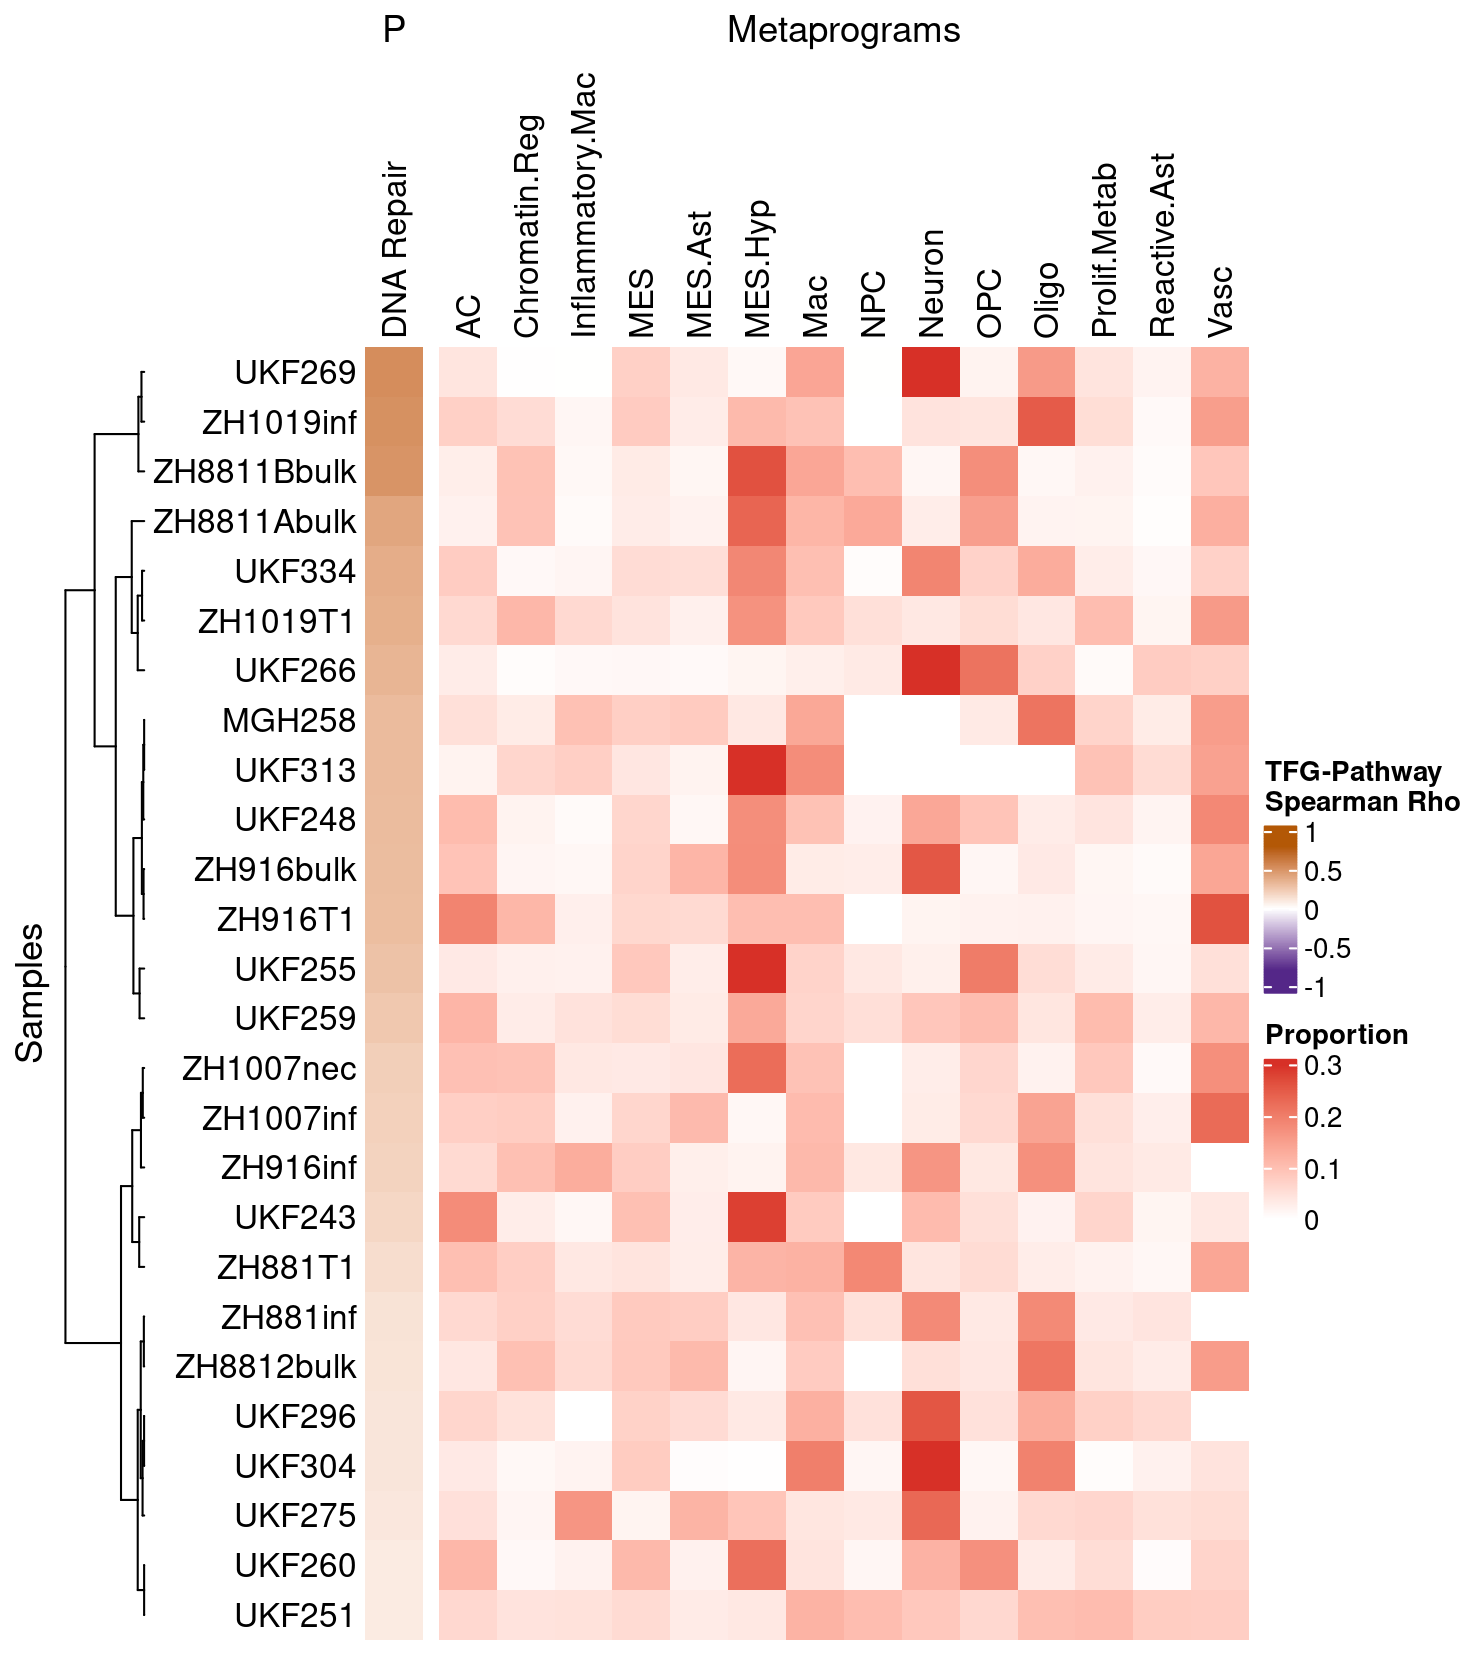 P
Metaprograms
DNA Repair
AC
Chromatin.Reg
Inflammatory.Mac
MES
MES.Ast
MES.Hyp
Mac
NPC
Neuron
OPC
Oligo
Prolif.Metab
Reactive.Ast
Vasc
Samples
UKF269
ZH1019inf
ZH8811Bbulk
ZH8811Abulk
UKF334
ZH1019T1
UKF266
MGH258
UKF313
UKF248
ZH916bulk
ZH916T1
UKF255
UKF259
ZH1007nec
ZH1007inf
ZH916inf
UKF243
ZH881T1
ZH881inf
ZH8812bulk
UKF296
UKF304
UKF275
UKF260
UKF251
TFG-Pathway
Spearman Rho
1
0.5
0
-0.5
-1
Proportion
0.3
0.2
0.1
0